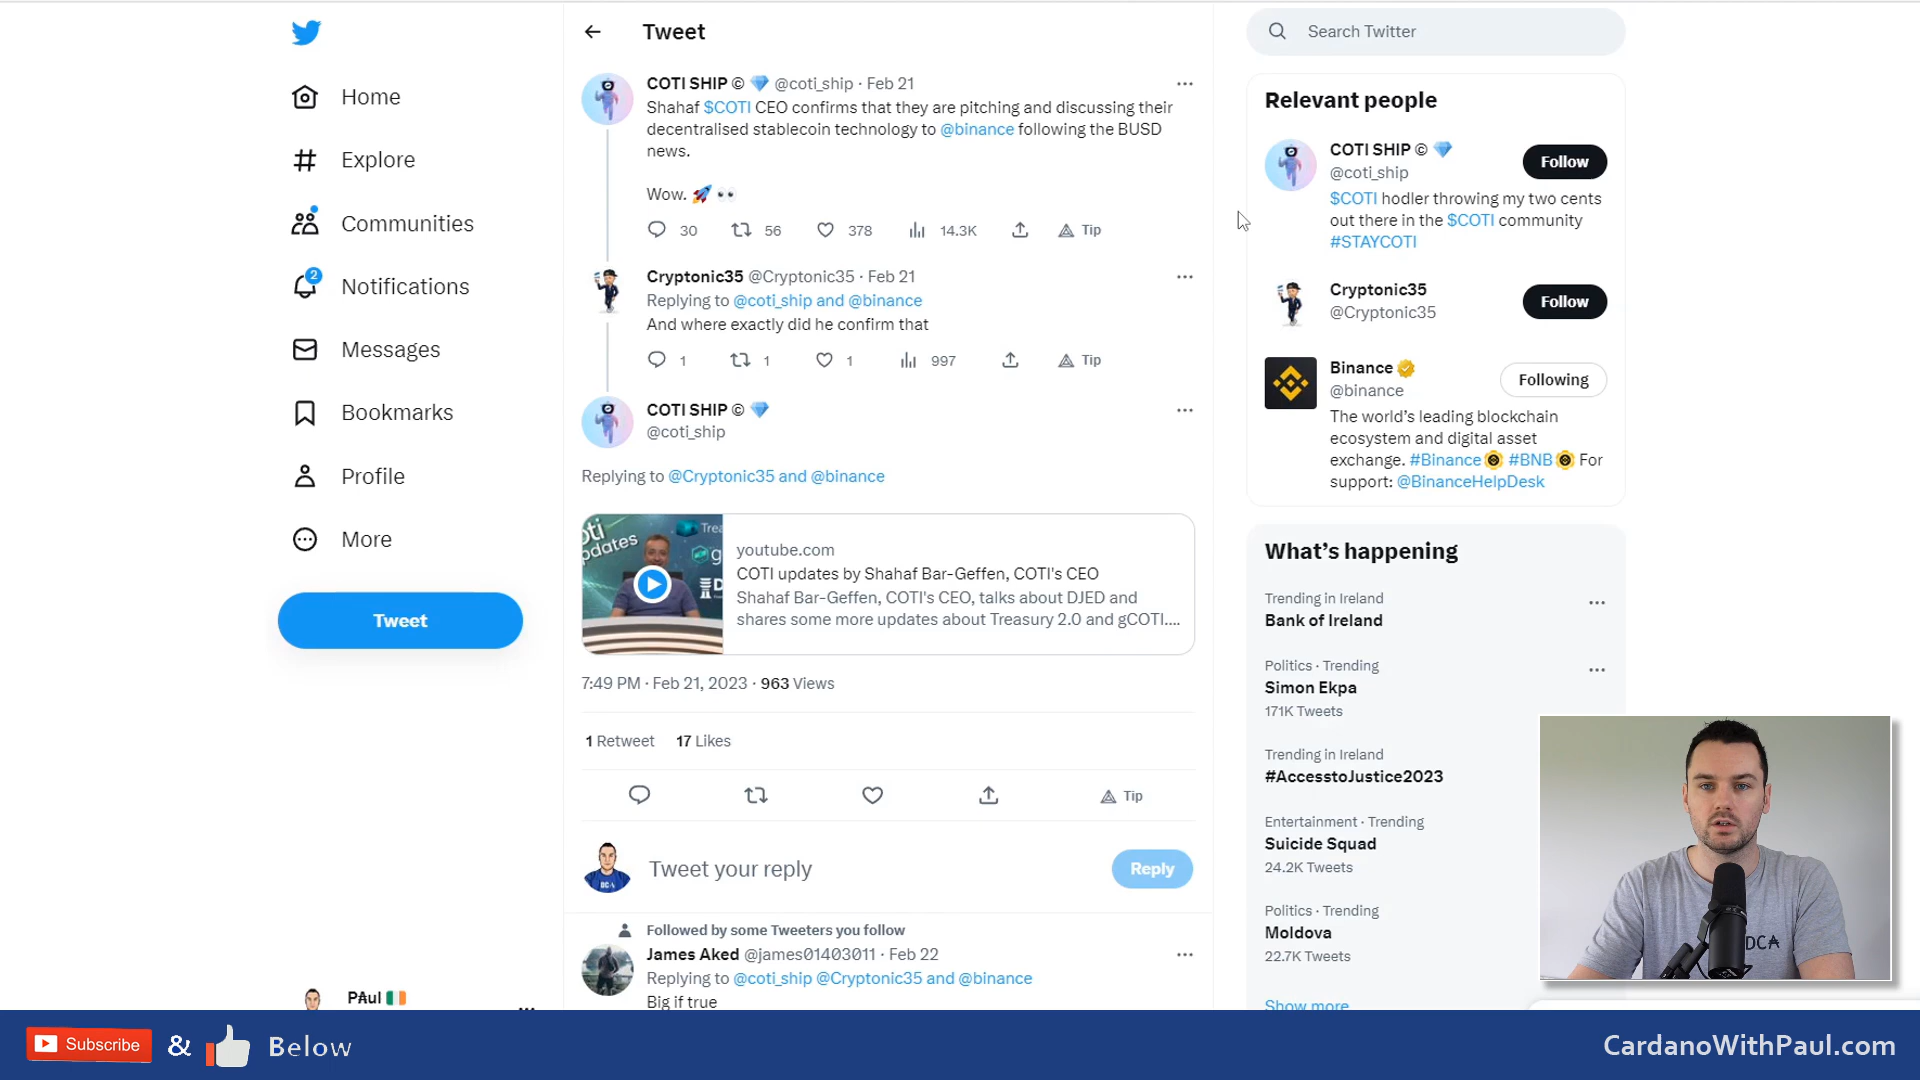 Home
Explore
Communities
2
Notifications
Messages
Bookmarks
Profile
More
Tweet
PAul
Tweet
COTI SHIP © 💎 @coti_ship · Feb 21
Shahaf $COTI CEO confirms that they are pitching and discussing their
decentralised stablecoin technology to @binance following the BUSD
news.
Wow. 🚀 👀
30 56 378 14.3K Tip
Cryptonic35 @Cryptonic35 · Feb 21
Replying to @coti_ship and @binance
And where exactly did he confirm that
1 1 1 997 Tip
COTI SHIP © 💎
@coti_ship
Replying to @Cryptonic35 and @binance
youtube.com
COTI updates by Shahaf Bar-Geffen, COTI's CEO
Shahaf Bar-Geffen, COTI's CEO, talks about DJED and
shares some more updates about Treasury 2.0 and gCOTI....
7:49 PM · Feb 21, 2023 · 963 Views
1 Retweet 17 Likes
Tip
Tweet your reply
Reply
Followed by some Tweeters you follow
James Aked @james01403011 · Feb 22
Replying to @coti_ship @Cryptonic35 and @binance
Big if true
Search Twitter
Relevant people
COTI SHIP © 💎
@coti_ship
Follow
$COTI hodler throwing my two cents
out there in the $COTI community
#STAYCOTI
Cryptonic35
@Cryptonic35
Follow
Binance
@binance
Following
The world's leading blockchain
ecosystem and digital asset
exchange. #Binance #BNB For
support: @BinanceHelpDesk
What's happening
Trending in Ireland
Bank of Ireland
Politics · Trending
Simon Ekpa
171K Tweets
Trending in Ireland
#AccesstoJustice2023
Entertainment · Trending
Suicide Squad
24.2K Tweets
Politics · Trending
Moldova
22.7K Tweets
Show more
DCA
Subscribe & Below
CardanoWithPaul.com